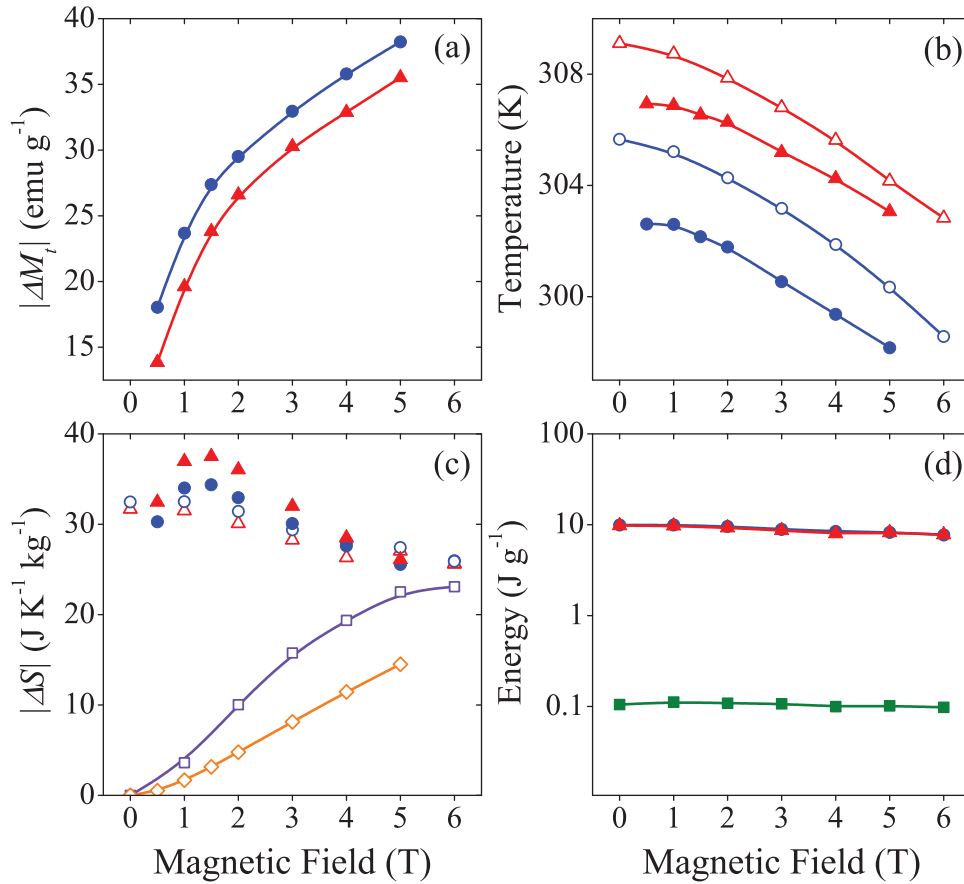 (a)
|ΔM_t| (emu g⁻¹)
40
35
30
25
20
15
0 1 2 3 4 5 6
(b)
Temperature (K)
308
304
300
0 1 2 3 4 5 6
(c)
|ΔS| (J K⁻¹ kg⁻¹)
40
30
20
10
0
0 1 2 3 4 5 6
Magnetic Field (T)
(d)
Energy (J g⁻¹)
100
10
1
0.1
0 1 2 3 4 5 6
Magnetic Field (T)